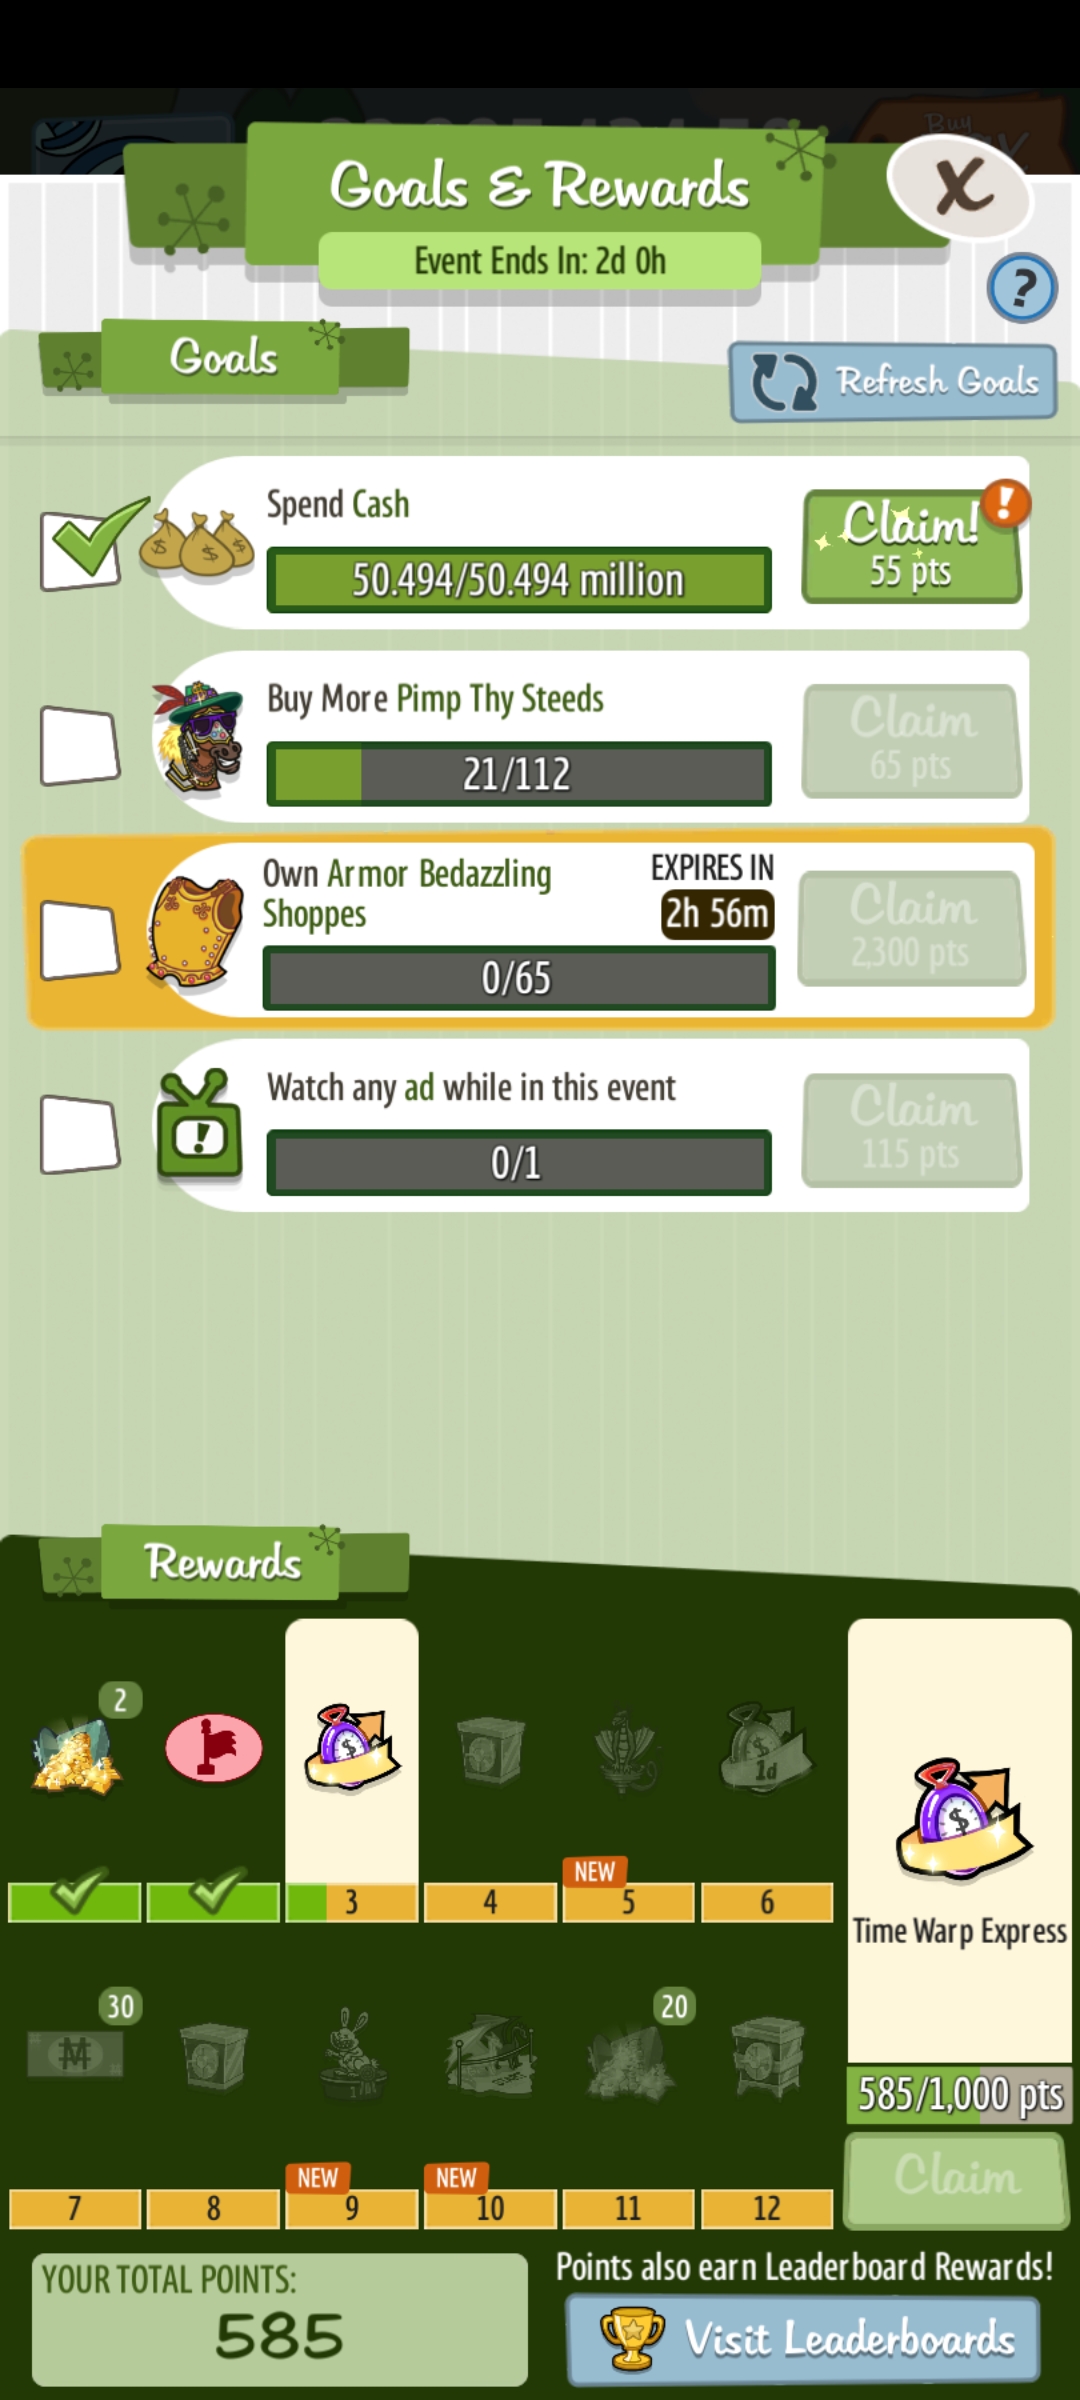 Buy
Goals & Rewards
X
Event Ends In: 2d 0h
?
Goals
Refresh Goals
Spend Cash
50.494/50.494 million
Claim!
!
55 pts
Buy More Pimp Thy Steeds
21/112
Claim
65 pts
Own Armor Bedazzling
Shoppes
EXPIRES IN
2h 56m
0/65
Claim
2,300 pts
Watch any ad while in this event
0/1
Claim
115 pts
Rewards
2
1d
3
4
NEW
5
6
Time Warp Express
30
20
585/1,000 pts
Claim
7
8
NEW
9
NEW
10
11
12
YOUR TOTAL POINTS:
585
Points also earn Leaderboard Rewards!
Visit Leaderboards